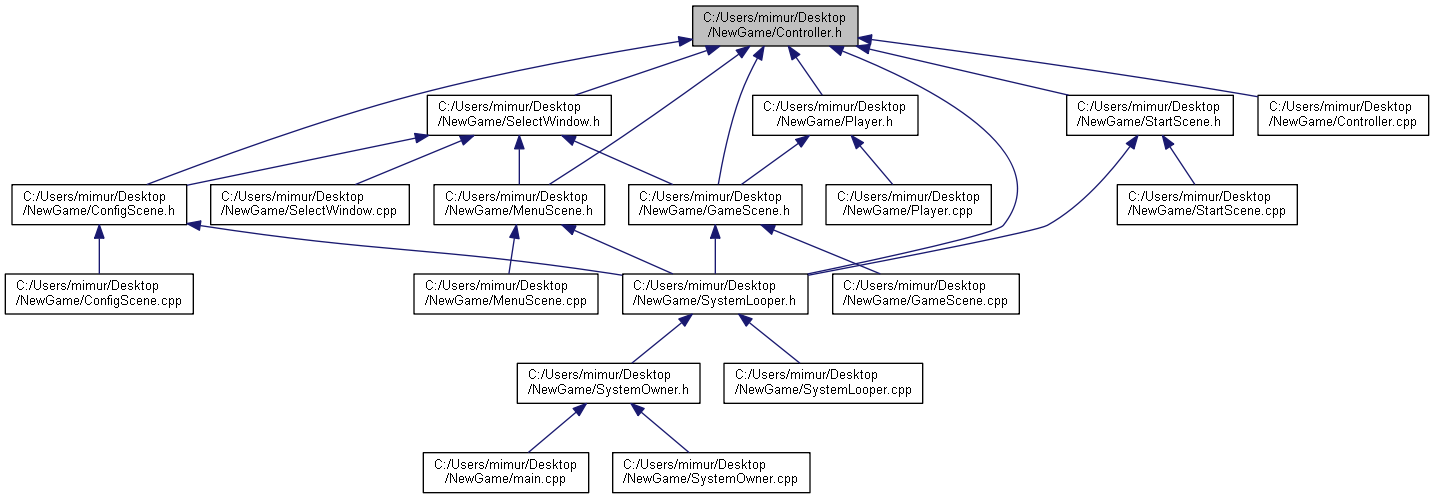 C:/Users/mimur/Desktop
/NewGame/Controller.h
C:/Users/mimur/Desktop
/NewGame/SelectWindow.h
C:/Users/mimur/Desktop
/NewGame/Player.h
C:/Users/mimur/Desktop
/NewGame/StartScene.h
C:/Users/mimur/Desktop
/NewGame/Controller.cpp
C:/Users/mimur/Desktop
/NewGame/ConfigScene.h
C:/Users/mimur/Desktop
/NewGame/SelectWindow.cpp
C:/Users/mimur/Desktop
/NewGame/MenuScene.h
C:/Users/mimur/Desktop
/NewGame/GameScene.h
C:/Users/mimur/Desktop
/NewGame/Player.cpp
C:/Users/mimur/Desktop
/NewGame/StartScene.cpp
C:/Users/mimur/Desktop
/NewGame/ConfigScene.cpp
C:/Users/mimur/Desktop
/NewGame/MenuScene.cpp
C:/Users/mimur/Desktop
/NewGame/SystemLooper.h
C:/Users/mimur/Desktop
/NewGame/GameScene.cpp
C:/Users/mimur/Desktop
/NewGame/SystemOwner.h
C:/Users/mimur/Desktop
/NewGame/SystemLooper.cpp
C:/Users/mimur/Desktop
/NewGame/main.cpp
C:/Users/mimur/Desktop
/NewGame/SystemOwner.cpp